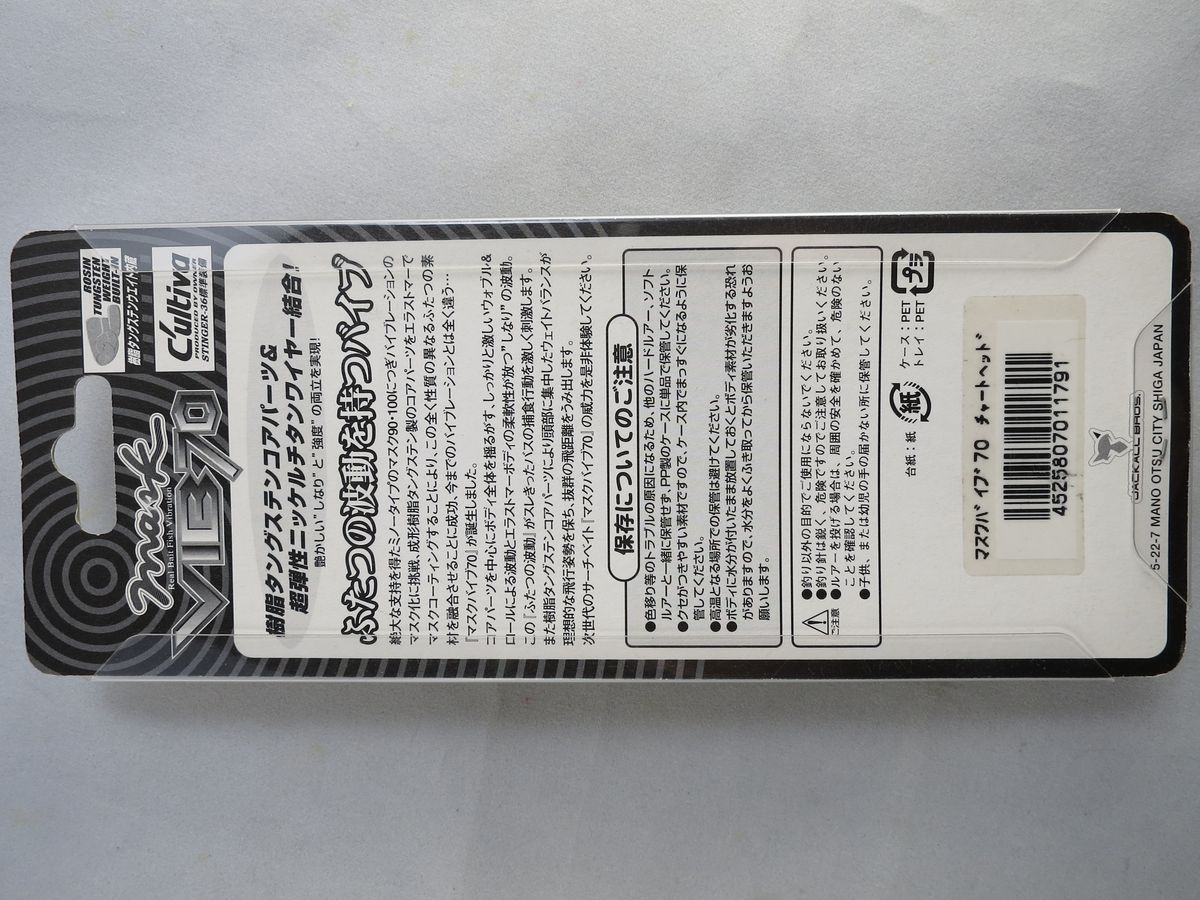 mask
Real Bait Fish Vibration
VIB70
ROSIN
TUNGSTEN
WEIGHT
BUILT-IN
樹脂タングステンウエイト内蔵
Cultiva
PRODUCED BY OWNER
STINGER-36標準装備
樹脂タングステンコアパーツ&
超弾性ニッケルチタンワイヤー結合!
艶かしい"しなり"と"強度"の両立を実現!
ふたつの波動を持つバイブ
絶大な支持を得たミノータイプのマスク90・100につぎバイブレーションの
マスク化に挑戦。成形樹脂タングステン製のコアパーツをエラストマーで
マスクコーティングすることにより、この全く性質の異なるふたつの素
材を融合させることに成功、今までのバイブレーションとは全く違う…
『マスクバイブ70』が誕生しました。
コアパーツを中心にボディ全体を揺るがす、しっかりと激しいウォブル&
ロールによる波動とエラストマーボディの柔軟性が放つ"しなり"の波動。
この『ふたつの波動』がスレきったバスの捕食行動を激しく刺激します。
また樹脂タングステンコアパーツにより頭部に集中したウェイトバランスが
理想的な飛行姿勢を保ち、抜群の飛距離をうみ出します。
次世代のサーチベイト『マスクバイブ70』の威力を是非体験してください。
保存についてのご注意
●色移り等のトラブルの原因になるため、他のハードルアー、ソフト
ルアーと一緒に保管せず、PP製のケースに単品で保管してください。
●クセがつきやすい素材ですので、ケース内でまっすぐになるように保
管してください。
●高温となる場所での保管は避けてください。
●ボディに水分が付いたまま放置しておくとボディ素材が劣化する恐れ
がありますので、水分をよくふき取ってから保管いただきますようお
願いします。
ご注意
●釣り以外の目的でご使用にならないでください。
●釣り針は鋭く、危険ですのでご注意してお取り扱いください。
●ルアーを投げる場合は、周囲の安全を確かめて、危険のない
ことを確認してください。
●子供、または幼児の手の届かない所に保管してください。
台紙:紙
紙
ケース:PET
トレイ:PET
プラ
マスクバイブ70 チャートヘッド
4525807011791
JACKALL BROS.
5-22-7 MANO OTSU CITY SHIGA JAPAN